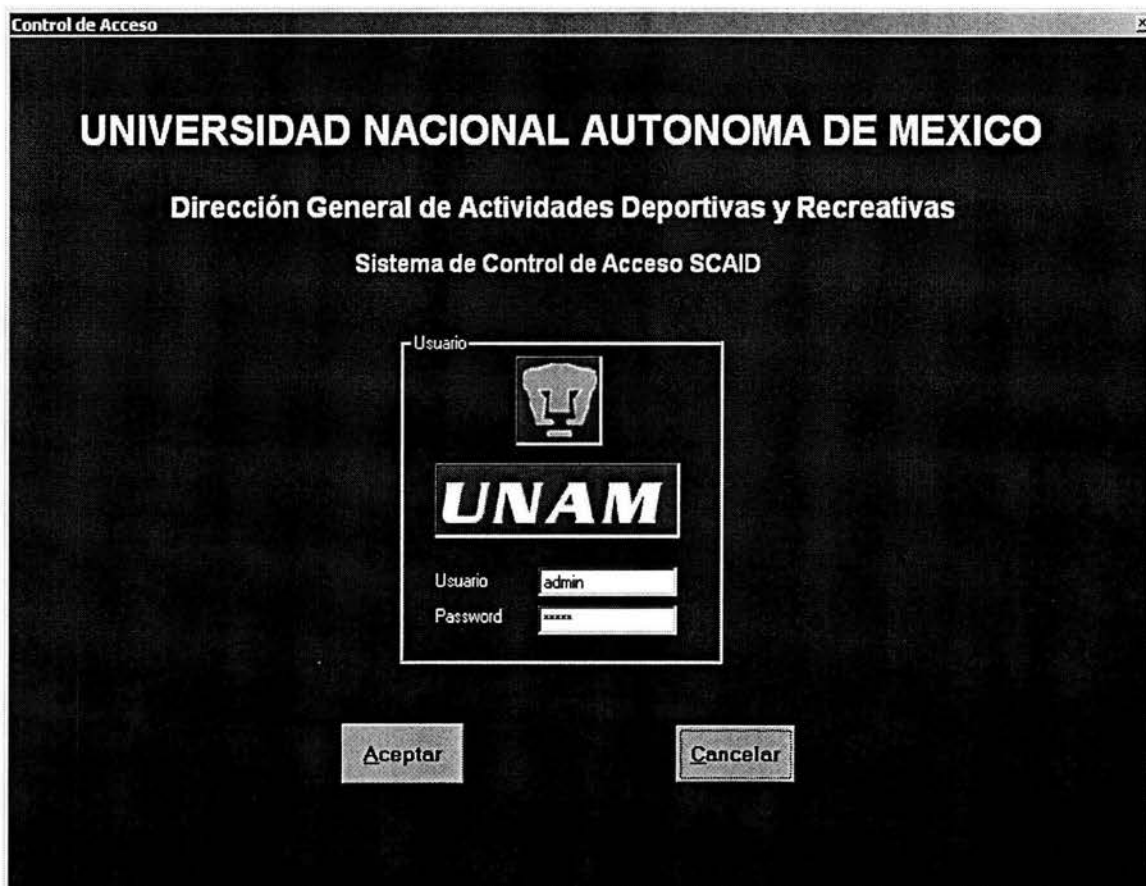 Control de Acceso
UNIVERSIDAD NACIONAL AUTONOMA DE MEXICO
Dirección General de Actividades Deportivas y Recreativas
Sistema de Control de Acceso SCAID
Usuario
UNAM
Usuario admin
Password xxxxx
Aceptar Cancelar